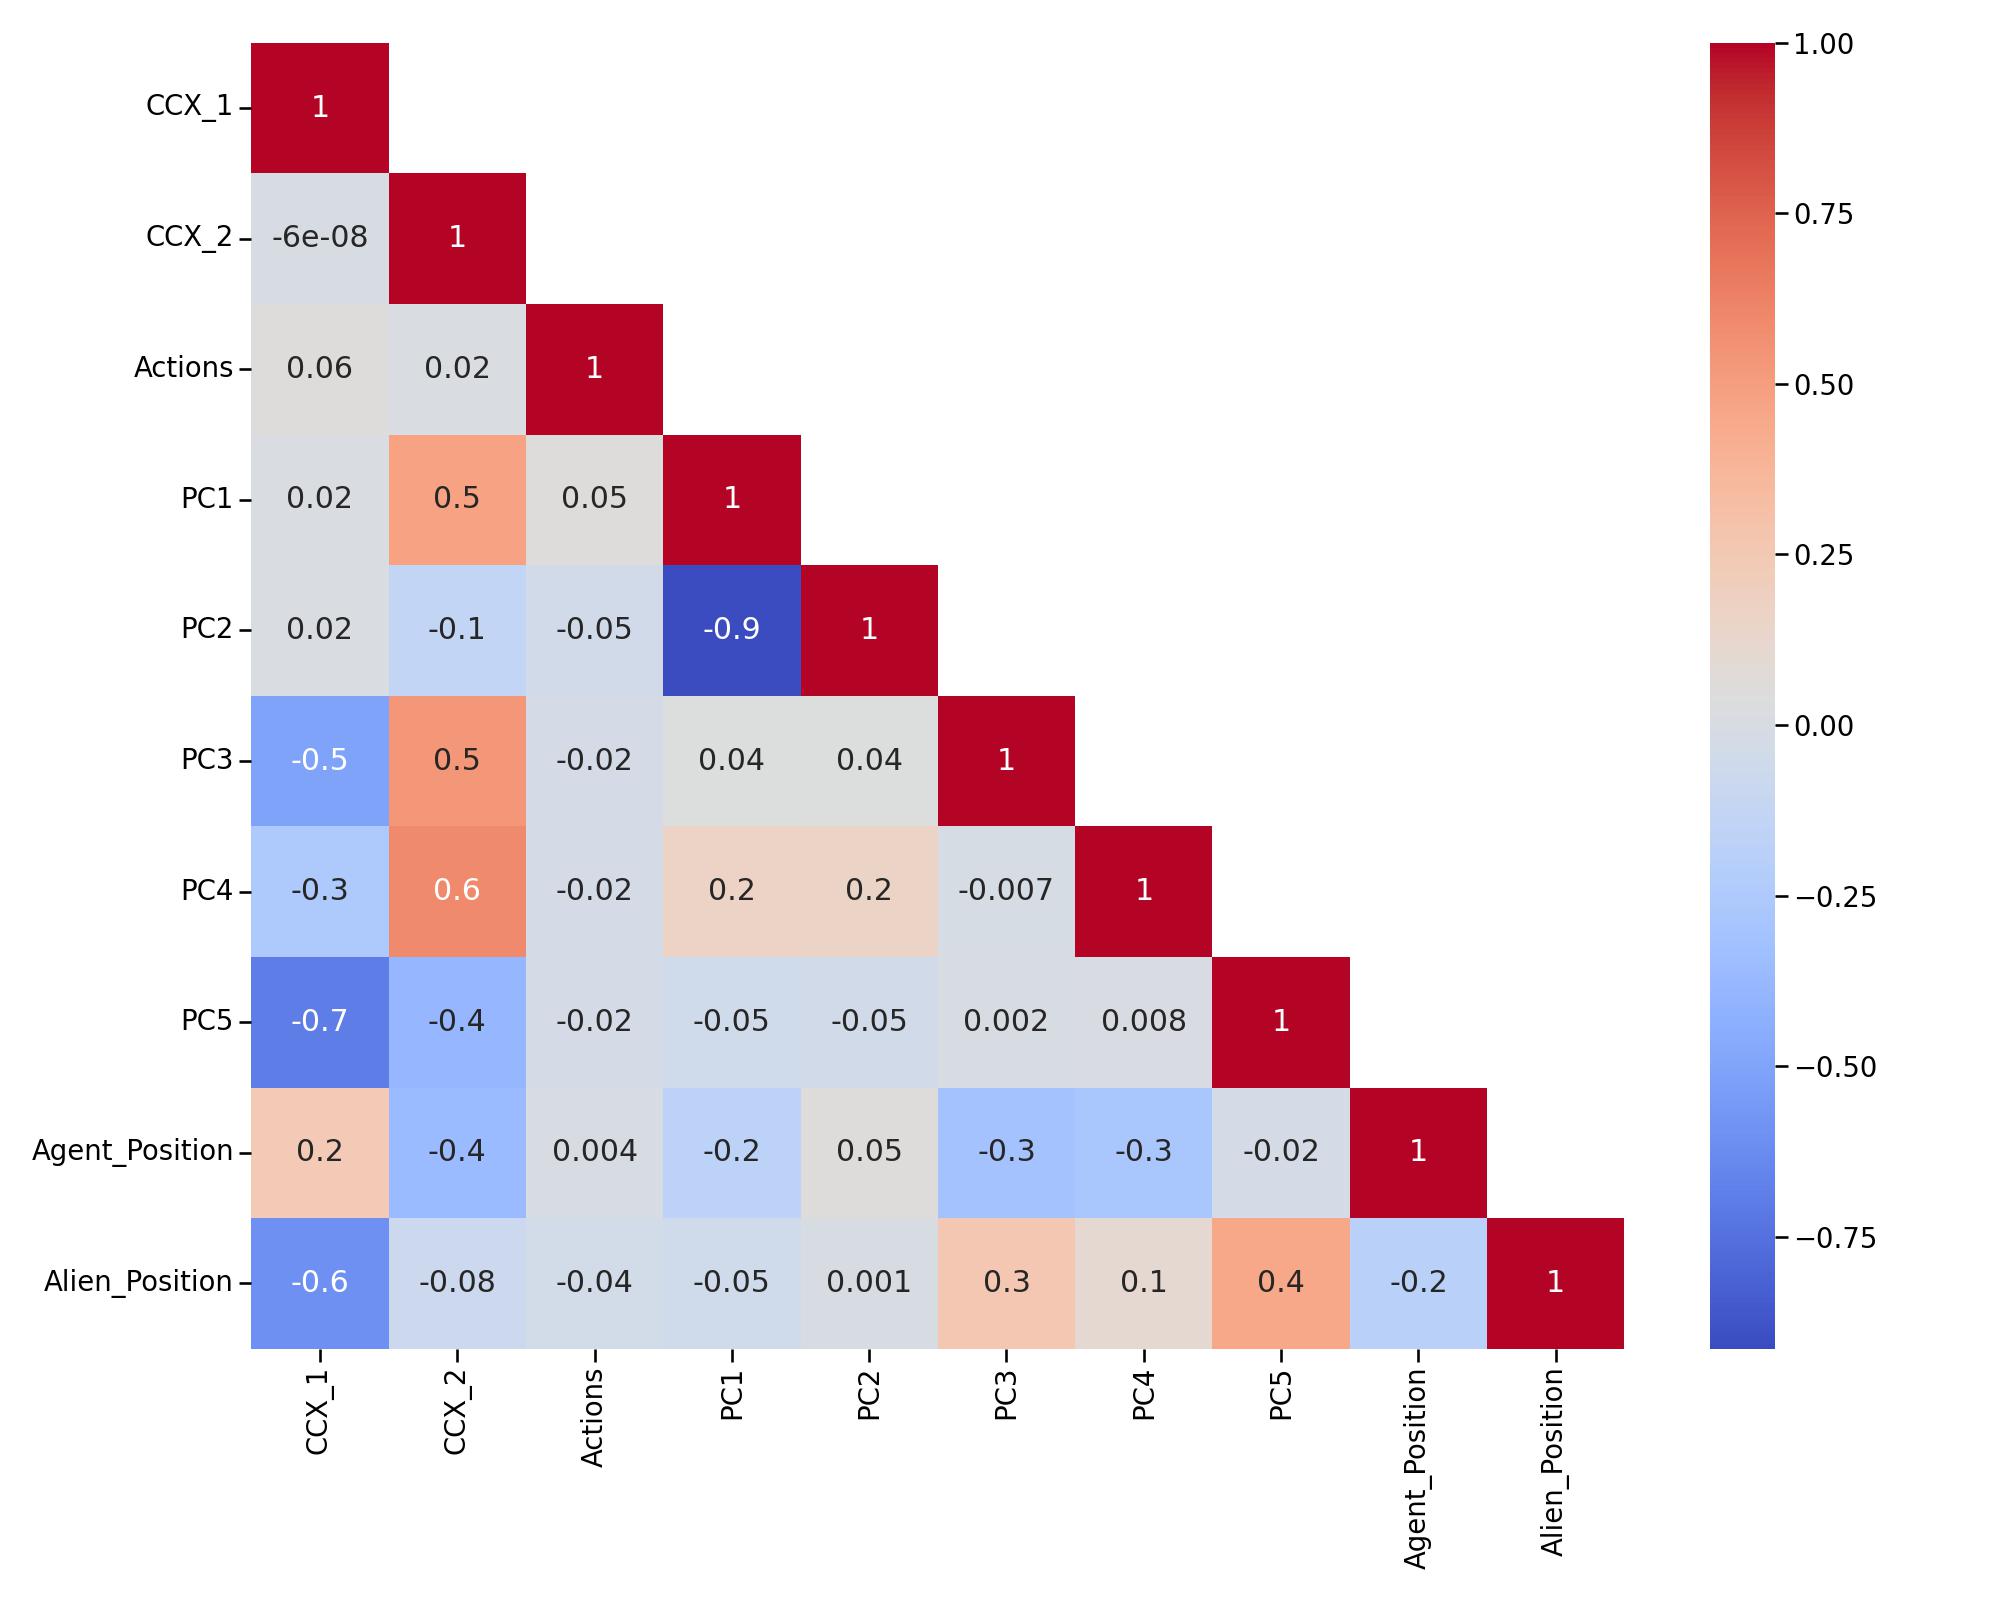 CCX_1 1
CCX_2 -6e-08 1
Actions 0.06 0.02 1
PC1 0.02 0.5 0.05 1
PC2 0.02 -0.1 -0.05 -0.9 1
PC3 -0.5 0.5 -0.02 0.04 0.04 1
PC4 -0.3 0.6 -0.02 0.2 0.2 -0.007 1
PC5 -0.7 -0.4 -0.02 -0.05 -0.05 0.002 0.008 1
Agent_Position 0.2 -0.4 0.004 -0.2 0.05 -0.3 -0.3 -0.02 1
Alien_Position -0.6 -0.08 -0.04 -0.05 0.001 0.3 0.1 0.4 -0.2 1
CCX_1 CCX_2 Actions PC1 PC2 PC3 PC4 PC5 Agent_Position Alien_Position
1.00
0.75
0.50
0.25
0.00
−0.25
−0.50
−0.75